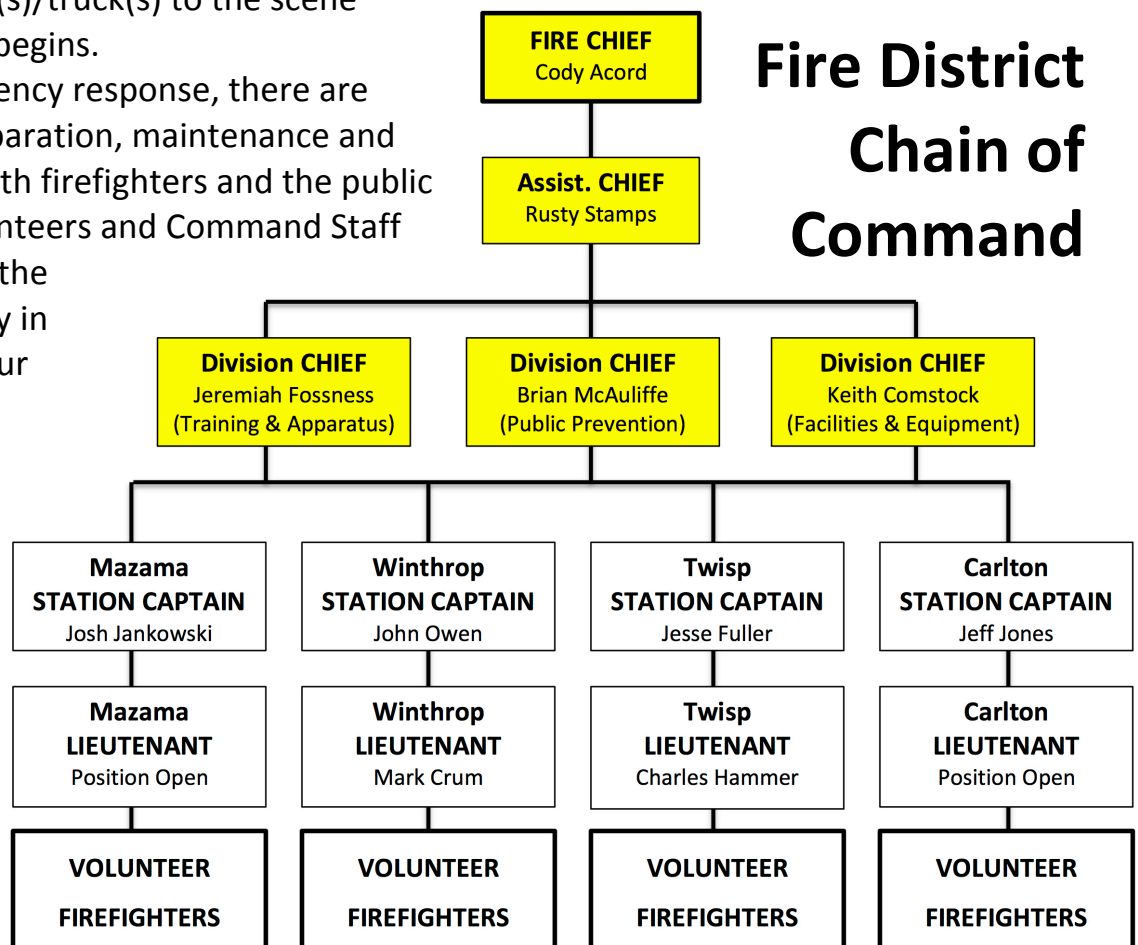 (s)/truck(s) to the scene
begins.
ency response, there are
paration, maintenance and
th firefighters and the public
nteers and Command Staff
the
y in
ur
Fire District
Chain of
Command
FIRE CHIEF
Cody Acord
Assist. CHIEF
Rusty Stamps
Division CHIEF
Jeremiah Fossness
(Training & Apparatus)
Division CHIEF
Brian McAuliffe
(Public Prevention)
Division CHIEF
Keith Comstock
(Facilities & Equipment)
Mazama
STATION CAPTAIN
Josh Jankowski
Winthrop
STATION CAPTAIN
John Owen
Twisp
STATION CAPTAIN
Jesse Fuller
Carlton
STATION CAPTAIN
Jeff Jones
Mazama
LIEUTENANT
Position Open
Winthrop
LIEUTENANT
Mark Crum
Twisp
LIEUTENANT
Charles Hammer
Carlton
LIEUTENANT
Position Open
VOLUNTEER
FIREFIGHTERS
VOLUNTEER
FIREFIGHTERS
VOLUNTEER
FIREFIGHTERS
VOLUNTEER
FIREFIGHTERS